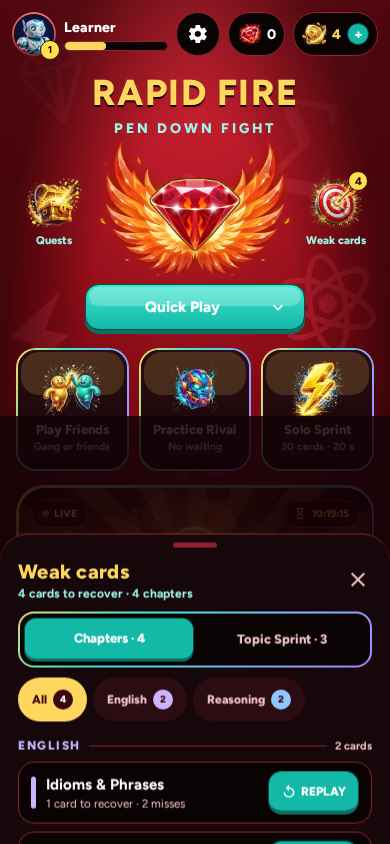 Learner
1
0
4
+
RAPID FIRE
PEN DOWN FIGHT
4
Quests
Weak cards
Quick Play
Play Friends
Practice Rival
Solo Sprint
Gang or friends
No waiting
30 cards · 20 s
LIVE
10:19:15
Weak cards
4 cards to recover · 4 chapters
Chapters · 4
Topic Sprint · 3
All 4
English 2
Reasoning 2
ENGLISH
2 cards
Idioms & Phrases
1 card to recover · 2 misses
REPLAY